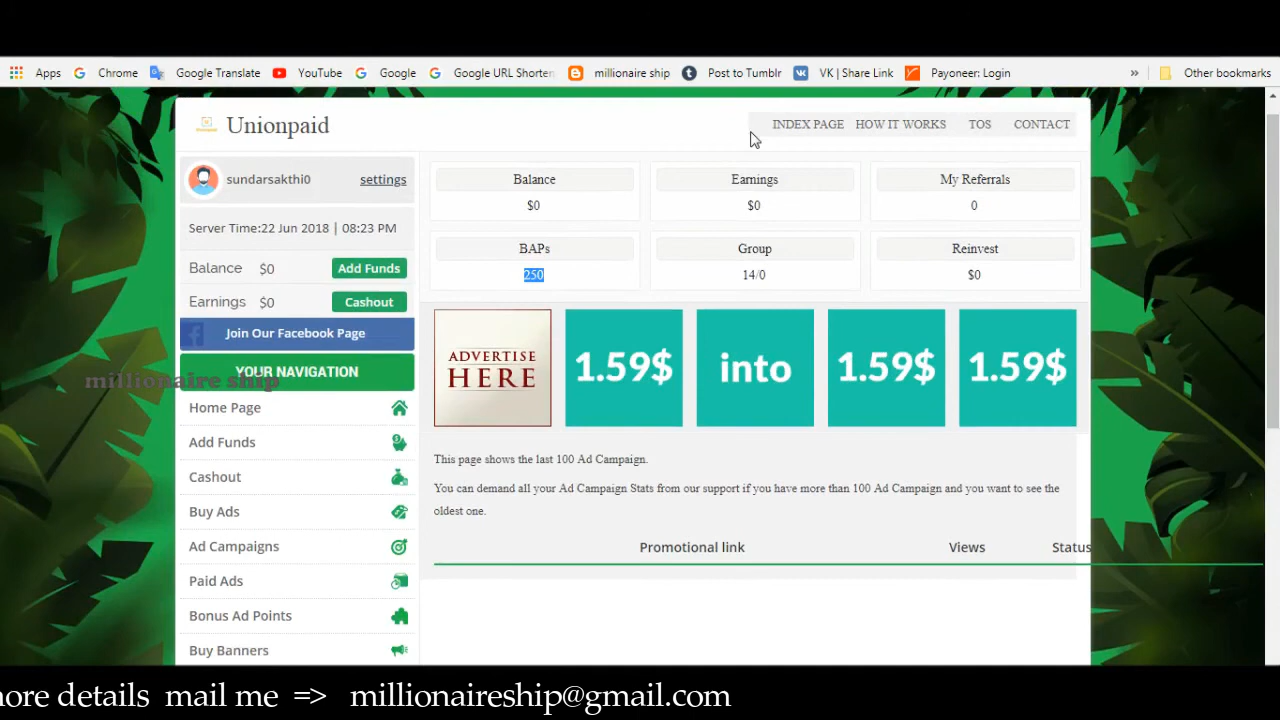 Apps Chrome Google Translate YouTube Google Google URL Shorten millionaire ship Post to Tumblr VK | Share Link Payoneer: Login » Other bookmarks
Unionpaid
INDEX PAGE HOW IT WORKS TOS CONTACT
sundarsakthi0 settings
Server Time:22 Jun 2018 | 08:23 PM
Balance $0 Add Funds
Earnings $0 Cashout
Join Our Facebook Page
YOUR NAVIGATION
millionaire ship
Home Page
Add Funds
Cashout
Buy Ads
Ad Campaigns
Paid Ads
Bonus Ad Points
Buy Banners
Balance Earnings My Referrals
$0 $0 0
BAPs Group Reinvest
250 14/0 $0
ADVERTISE
HERE
1.59$ into 1.59$ 1.59$
This page shows the last 100 Ad Campaign.
You can demand all your Ad Campaign Stats from our support if you have more than 100 Ad Campaign and you want to see the
oldest one.
Promotional link Views Status
more details mail me => millionaireship@gmail.com